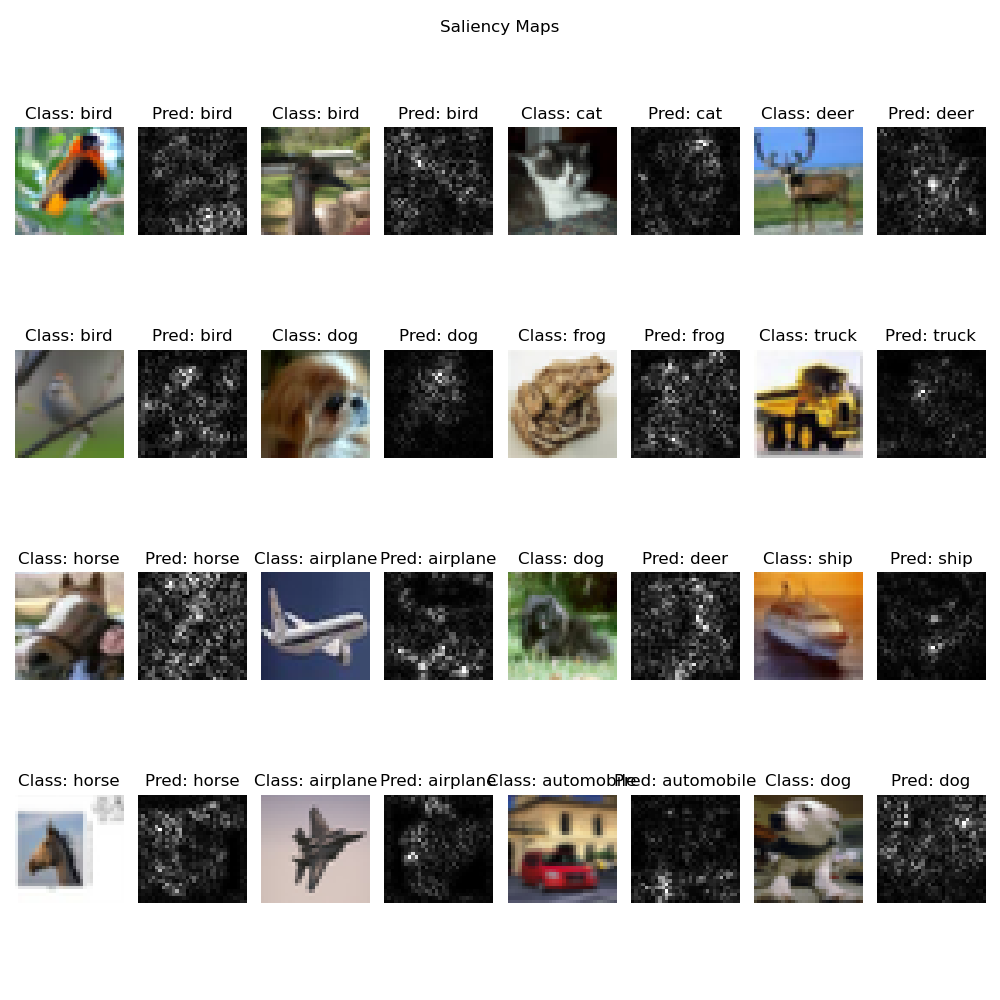 Saliency Maps
Class: bird Pred: bird Class: bird Pred: bird Class: cat Pred: cat Class: deer Pred: deer
Class: bird Pred: bird Class: dog Pred: dog Class: frog Pred: frog Class: truck Pred: truck
Class: horse Pred: horse Class: airplane Pred: airplane Class: dog Pred: deer Class: ship Pred: ship
Class: horse Pred: horse Class: airplane Pred: airplane Class: automobile Pred: automobile Class: dog Pred: dog